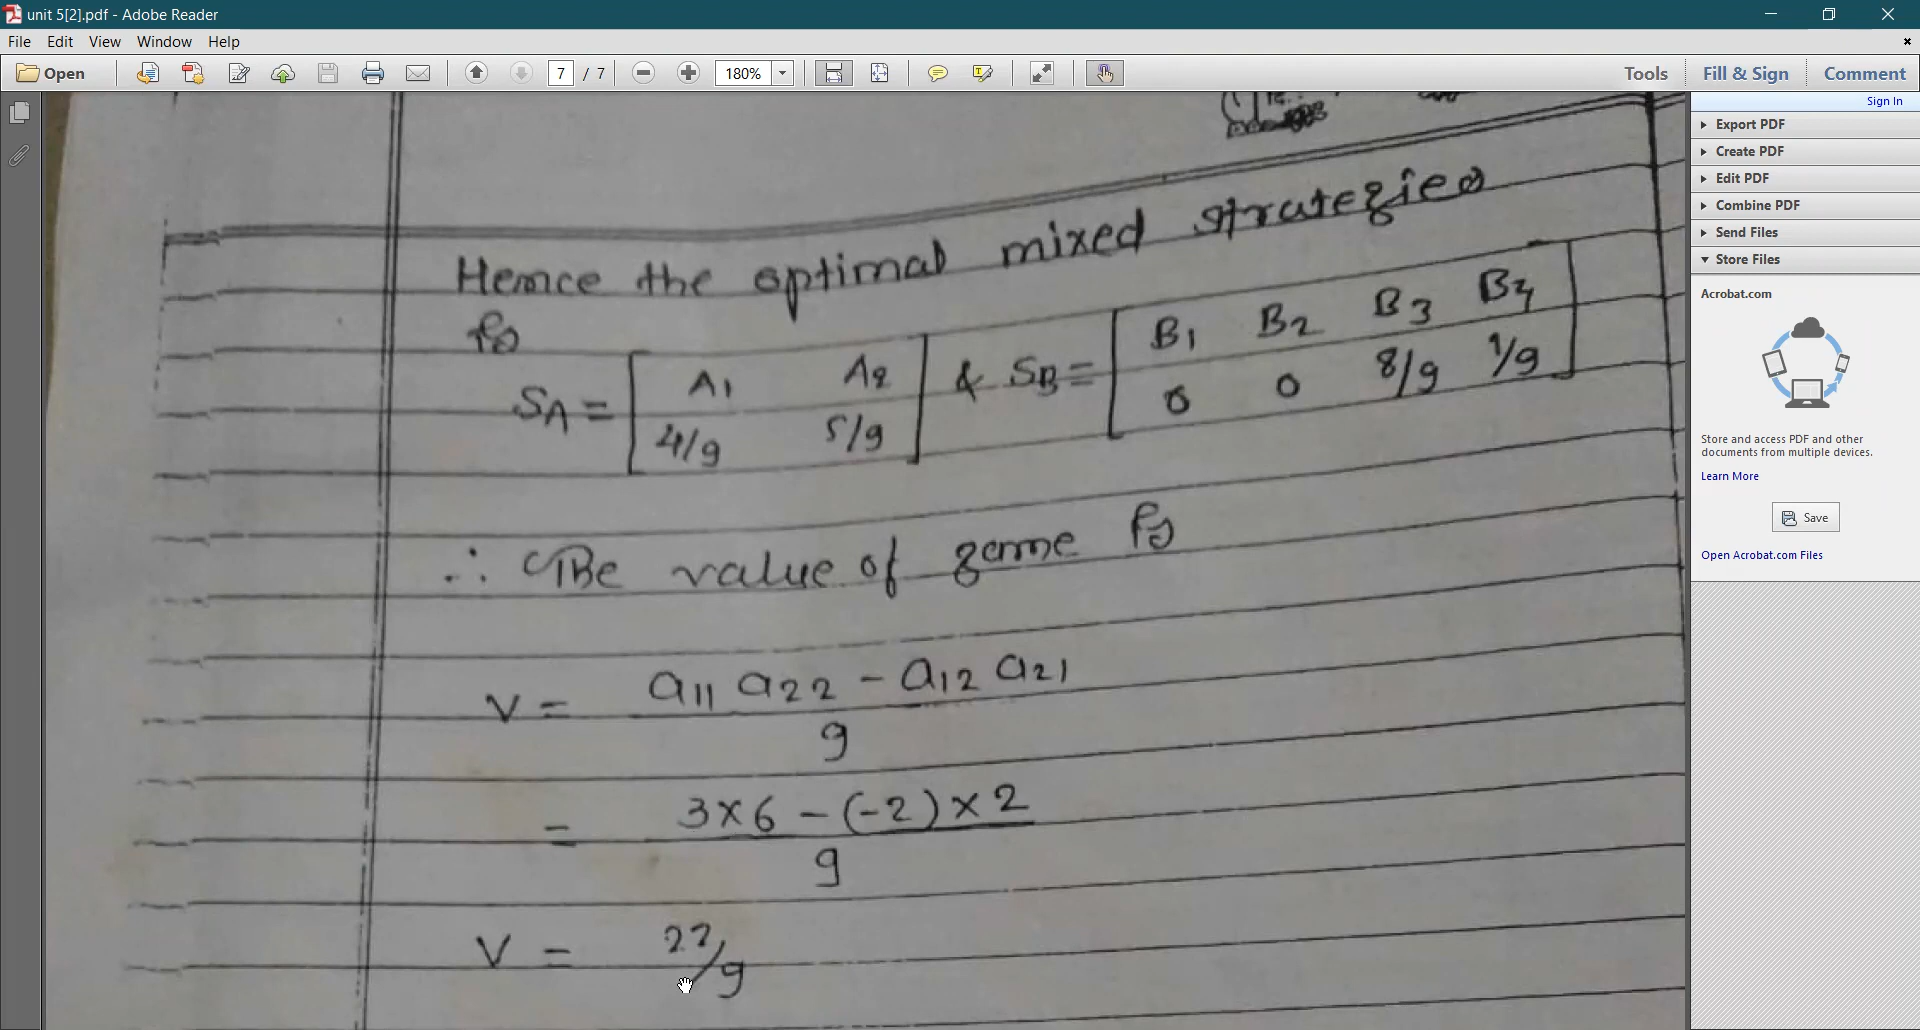 unit 5[2].pdf - Adobe Reader
File Edit View Window Help
Open 7 / 7 180% Tools Fill & Sign Comment
Sign In
Export PDF
Create PDF
Edit PDF
Combine PDF
Send Files
Store Files
Acrobat.com
Store and access PDF and other
documents from multiple devices.
Learn More
Save
Open Acrobat.com Files
Hence the optimal mixed strategies
is
SA = [ A1 A2 & SB = [ B1 B2 B3 B4 ]
4/9 5/9 ] 0 0 8/9 1/9
∴ The value of game is
V = a11 a22 - a12 a21
9
= 3 x 6 - (-2) x 2
9
V = 22/9